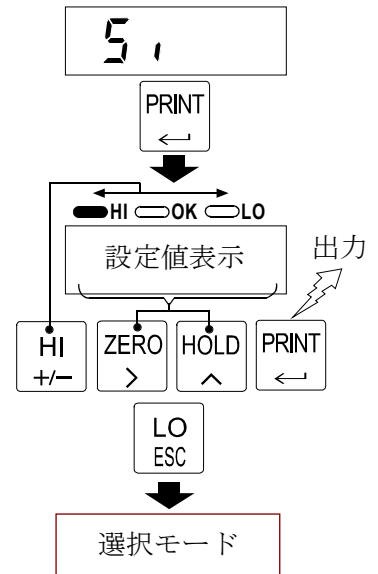 5ı
PRINT
HI OK LO
設定値表示
出力
HI ZERO HOLD PRINT
+/− >
LO
ESC
選択モード